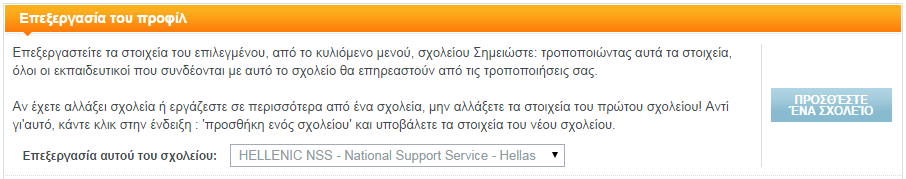 Επεξεργασία του προφίλ
Επεξεργαστείτε τα στοιχεία του επιλεγμένου, από το κυλιόμενο μενού, σχολείου Σημειώστε: τροποποιώντας αυτά τα στοιχεία,
όλοι οι εκπαιδευτικοί που συνδέονται με αυτό το σχολείο θα επηρεαστούν από τις τροποποιήσεις σας.
Αν έχετε αλλάξει σχολεία ή εργάζεστε σε περισσότερα από ένα σχολεία, μην αλλάξετε τα στοιχεία του πρώτου σχολείου! Αντί
γι'αυτό, κάντε κλικ στην ένδειξη : 'προσθήκη ενός σχολείου' και υποβάλετε τα στοιχεία του νέου σχολείου.
ΠΡΟΣΘΈΣΤΕ
ΈΝΑ ΣΧΟΛΕΊΟ
Επεξεργασία αυτού του σχολείου: HELLENIC NSS - National Support Service - Hellas